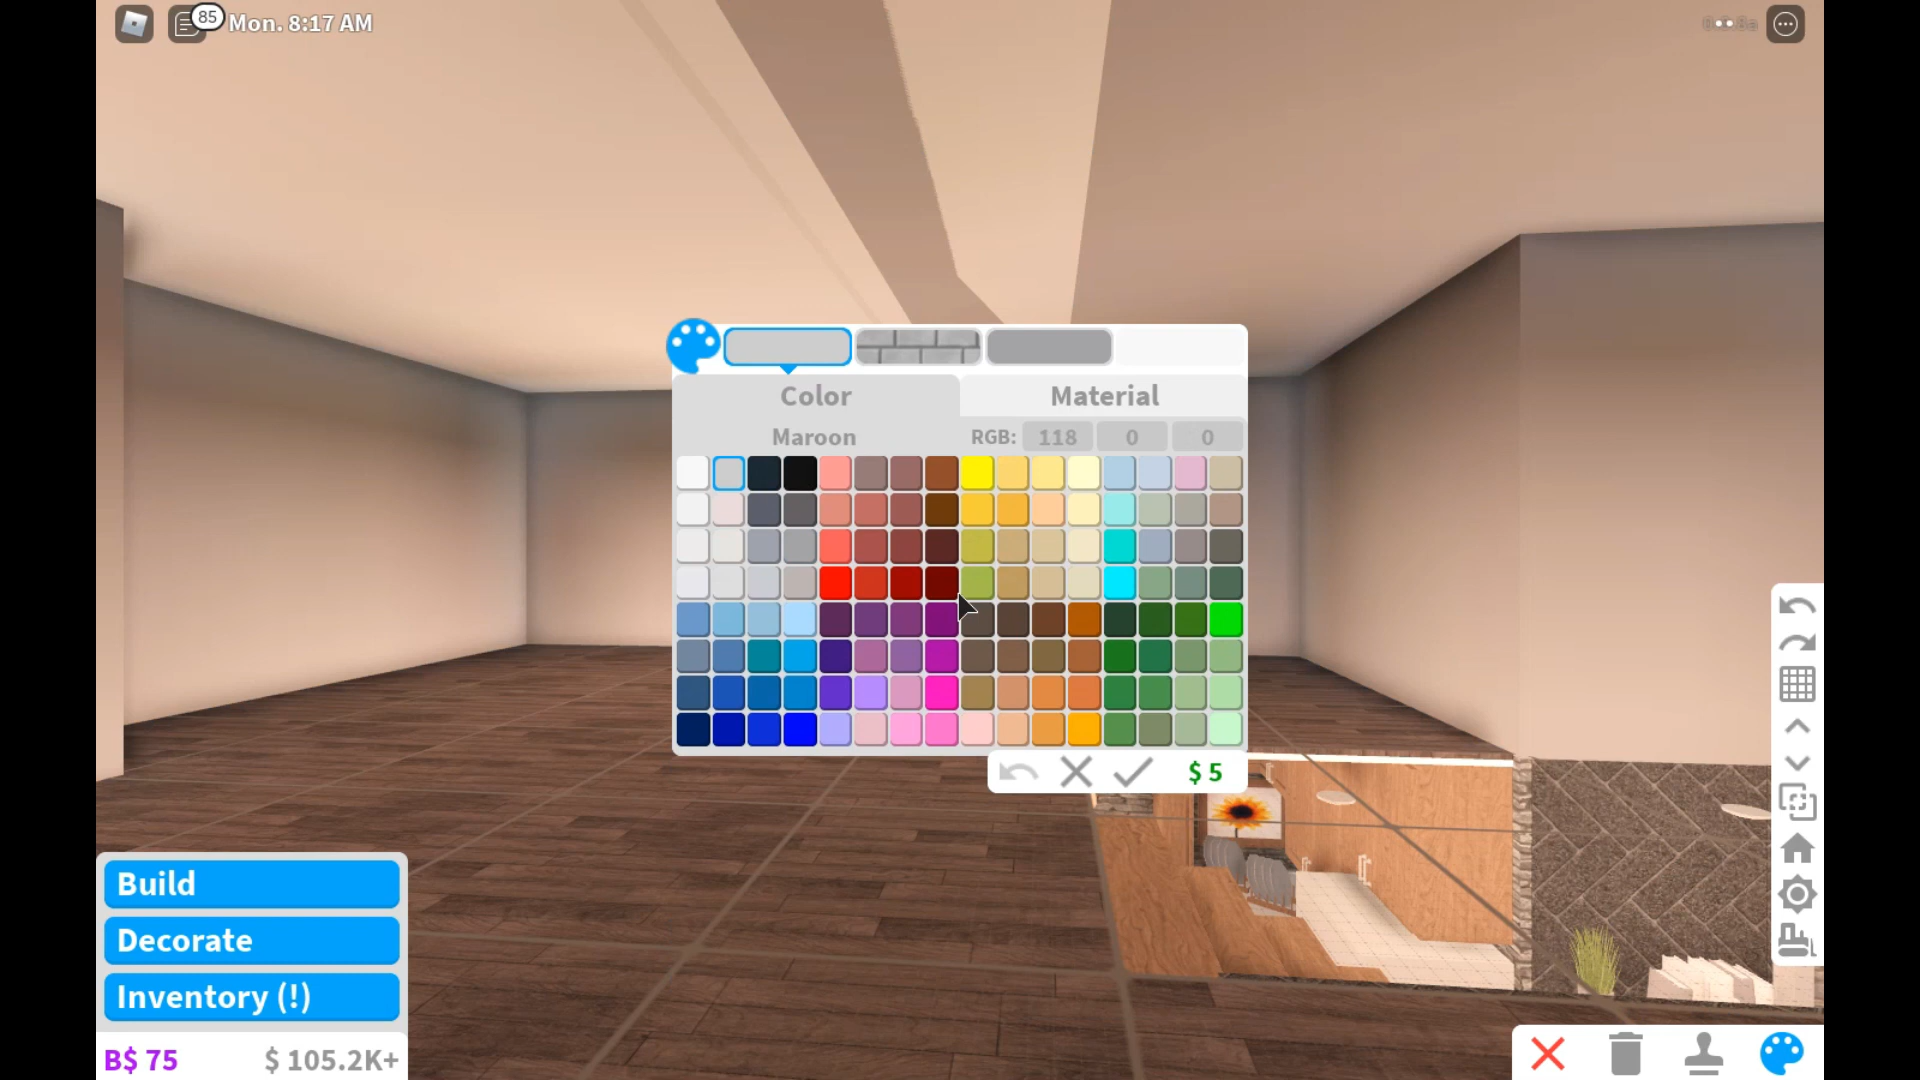 85
Mon. 8:17 AM
Color
Material
Maroon
RGB: 118 0 0
$ 5
Build
Decorate
Inventory (!)
B$ 75
$ 105.2K+